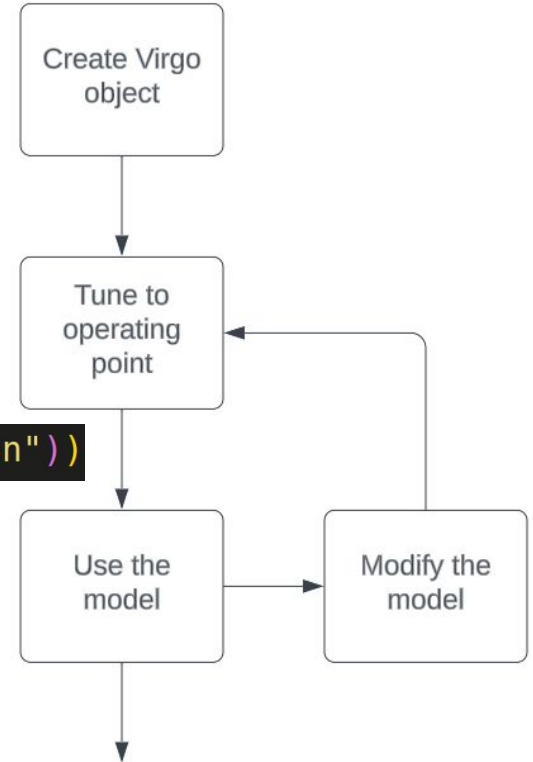 Create Virgo
object
Tune to
operating
point
n"))
Use the
model
Modify the
model